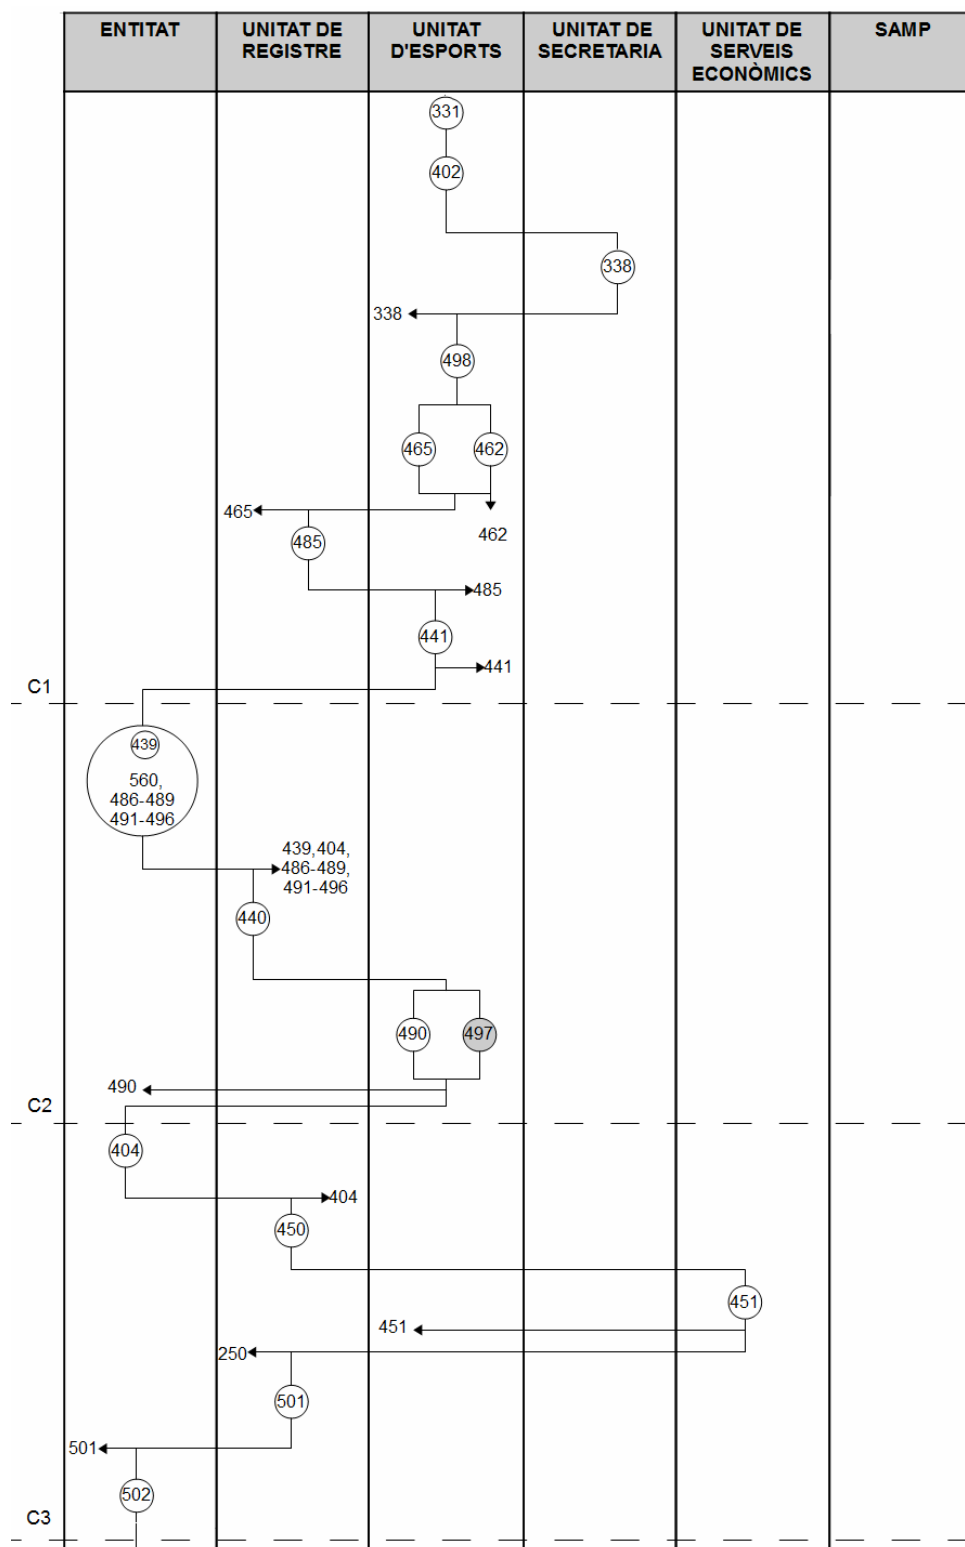 ENTITAT
UNITAT DE
REGISTRE
UNITAT
D'ESPORTS
UNITAT DE
SECRETARIA
UNITAT DE
SERVEIS
ECONÒMICS
SAMP
331
402
338
338
498
465
462
465
462
485
485
441
441
C1
439
560,
486-489
491-496
439,404,
486-489,
491-496
440
490
497
490
C2
404
404
450
451
451
250
501
501
502
C3